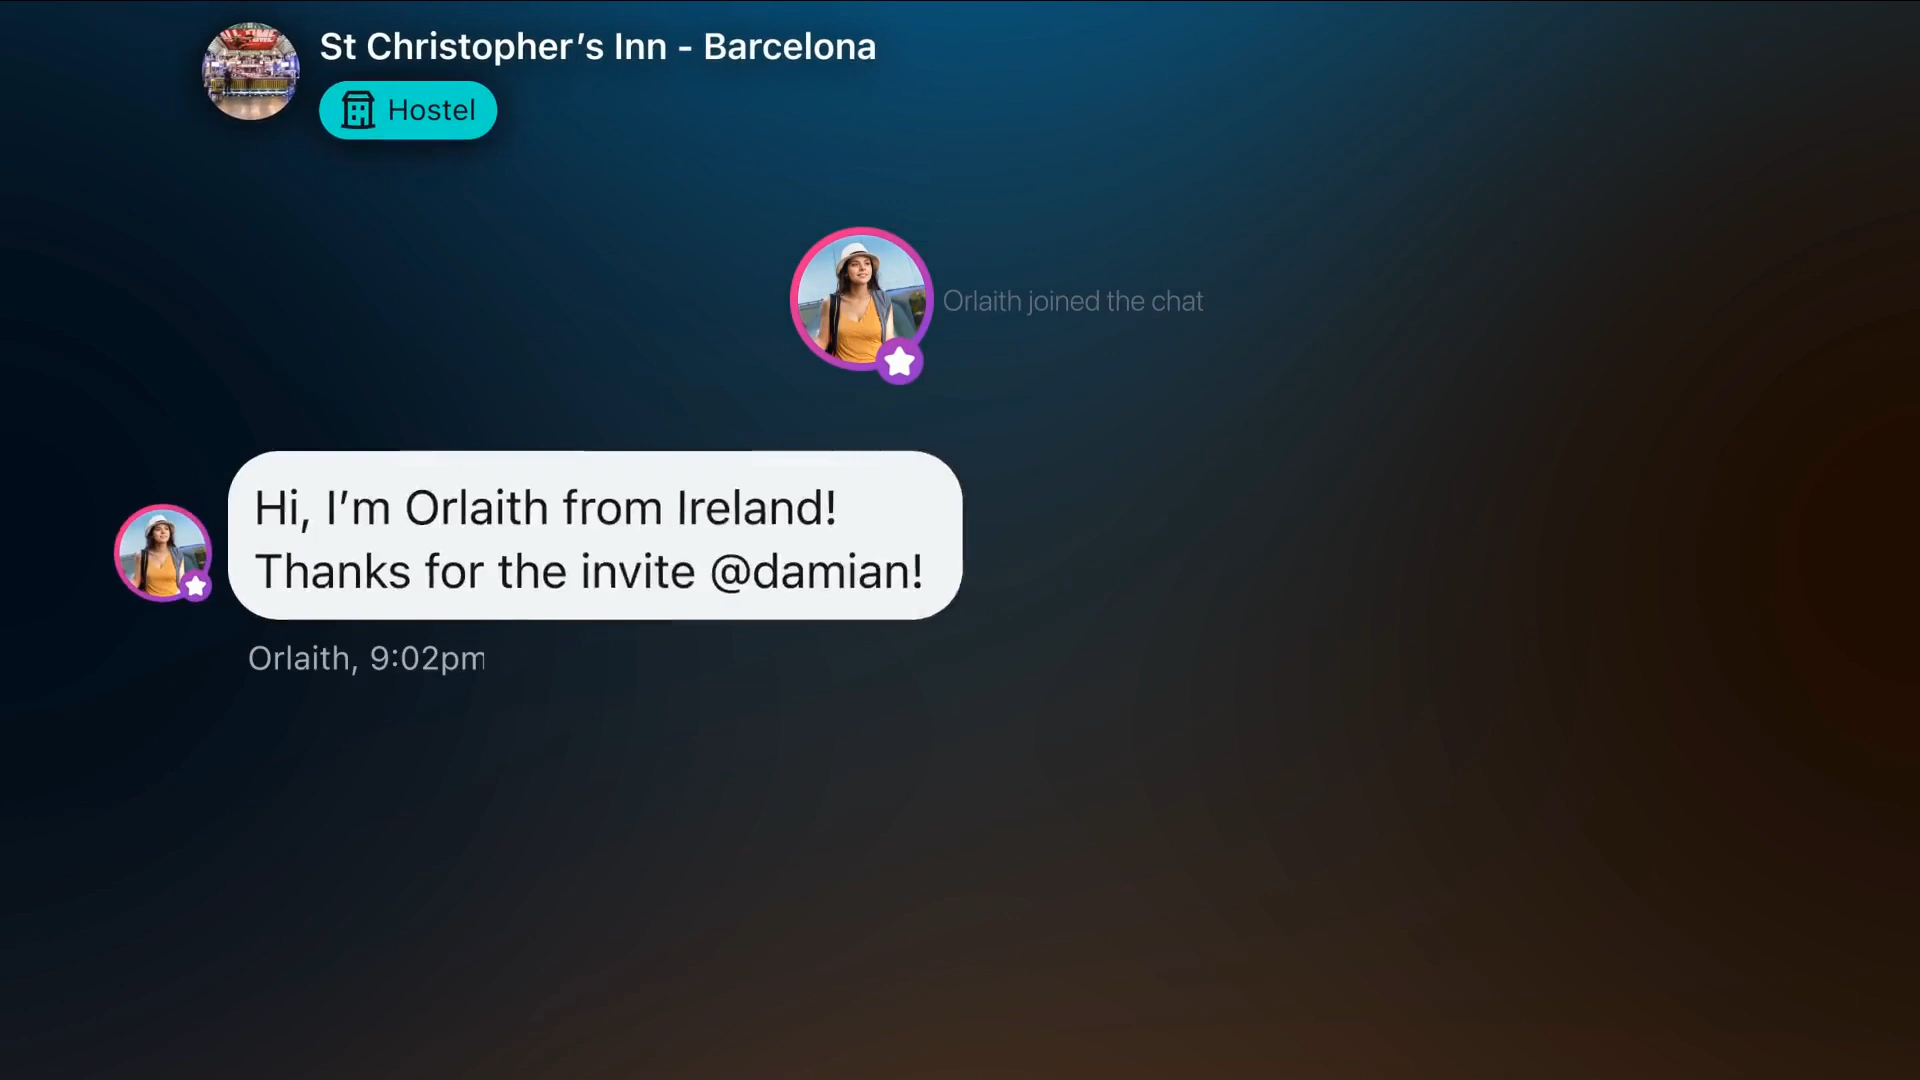 St Christopher’s Inn - Barcelona
Hostel
Orlaith joined the chat
Hi, I’m Orlaith from Ireland!
Thanks for the invite @damian!
Orlaith, 9:02pm